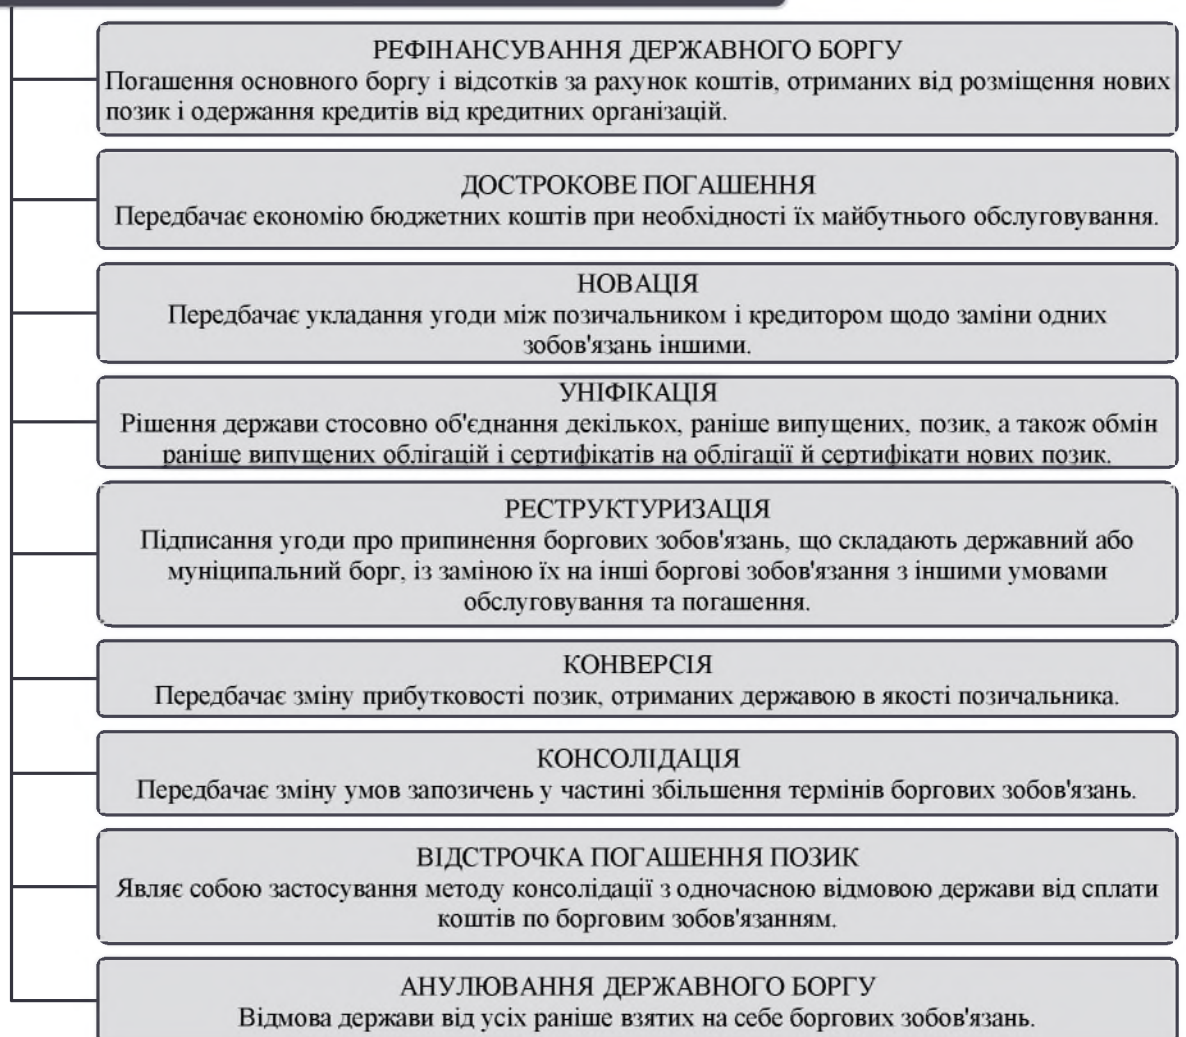 РЕФІНАНСУВАННЯ ДЕРЖАВНОГО БОРГУ
Погашення основного боргу і відсотків за рахунок коштів, отриманих від розміщення нових
позик і одержання кредитів від кредитних організацій.
ДОСТРОКОВЕ ПОГАШЕННЯ
Передбачає економію бюджетних коштів при необхідності їх майбутнього обслуговування.
НОВАЦІЯ
Передбачає укладання угоди між позичальником і кредитором щодо заміни одних
зобов'язань іншими.
УНІФІКАЦІЯ
Рішення держави стосовно об'єднання декількох, раніше випущених, позик, а також обмін
раніше випущених облігацій і сертифікатів на облігації й сертифікати нових позик.
РЕСТРУКТУРИЗАЦІЯ
Підписання угоди про припинення боргових зобов'язань, що складають державний або
муніципальний борг, із заміною їх на інші боргові зобов'язання з іншими умовами
обслуговування та погашення.
КОНВЕРСІЯ
Передбачає зміну прибутковості позик, отриманих державою в якості позичальника.
КОНСОЛІДАЦІЯ
Передбачає зміну умов запозичень у частині збільшення термінів боргових зобов'язань.
ВІДСТРОЧКА ПОГАШЕННЯ ПОЗИК
Являє собою застосування методу консолідації з одночасною відмовою держави від сплати
коштів по борговим зобов'язанням.
АНУЛЮВАННЯ ДЕРЖАВНОГО БОРГУ
Відмова держави від усіх раніше взятих на себе боргових зобов'язань.